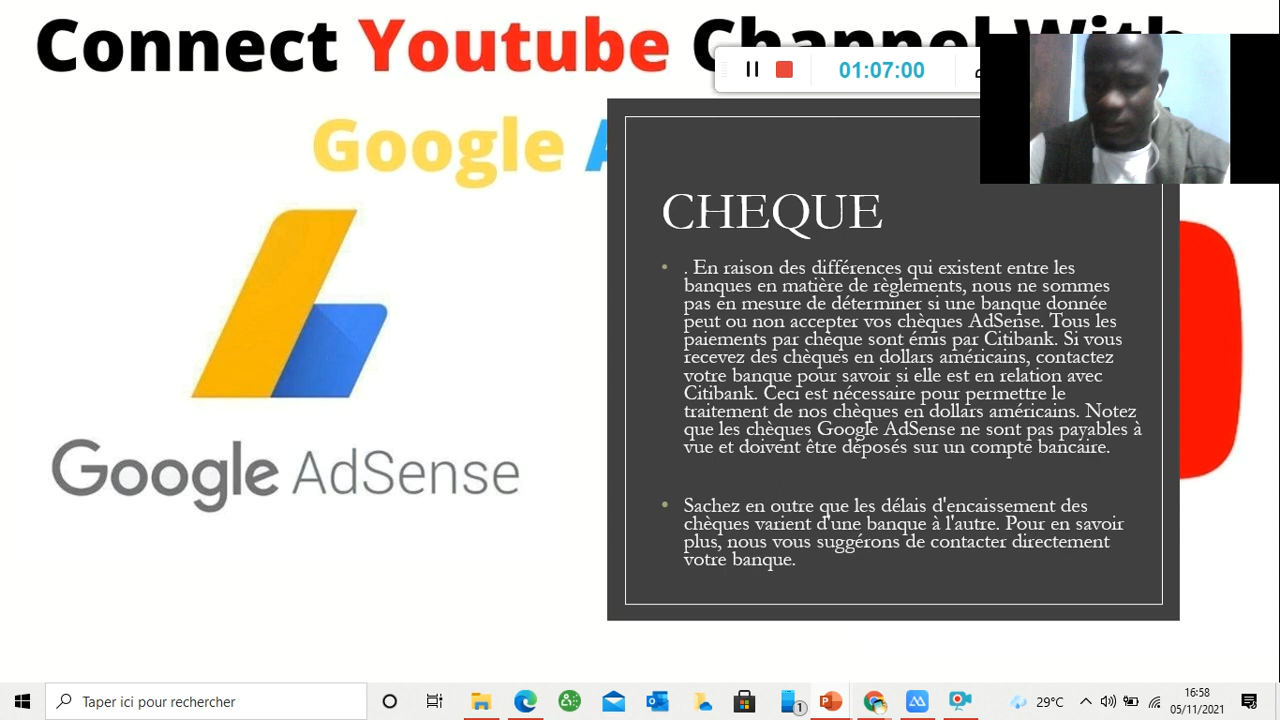 Connect Youtube Channel With
Google A
01:07:00
CHEQUE
. En raison des différences qui existent entre les
banques en matière de règlements, nous ne sommes
pas en mesure de déterminer si une banque donnée
peut ou non accepter vos chèques AdSense. Tous les
paiements par chèque sont émis par Citibank. Si vous
recevez des chèques en dollars américains, contactez
votre banque pour savoir si elle est en relation avec
Citibank. Ceci est nécessaire pour permettre le
traitement de nos chèques en dollars américains. Notez
que les chèques Google AdSense ne sont pas payables à
vue et doivent être déposés sur un compte bancaire.
Sachez en outre que les délais d'encaissement des
chèques varient d'une banque à l'autre. Pour en savoir
plus, nous vous suggérons de contacter directement
votre banque.
Google AdSense
Taper ici pour rechercher
1
29°C
16:58
05/11/2021